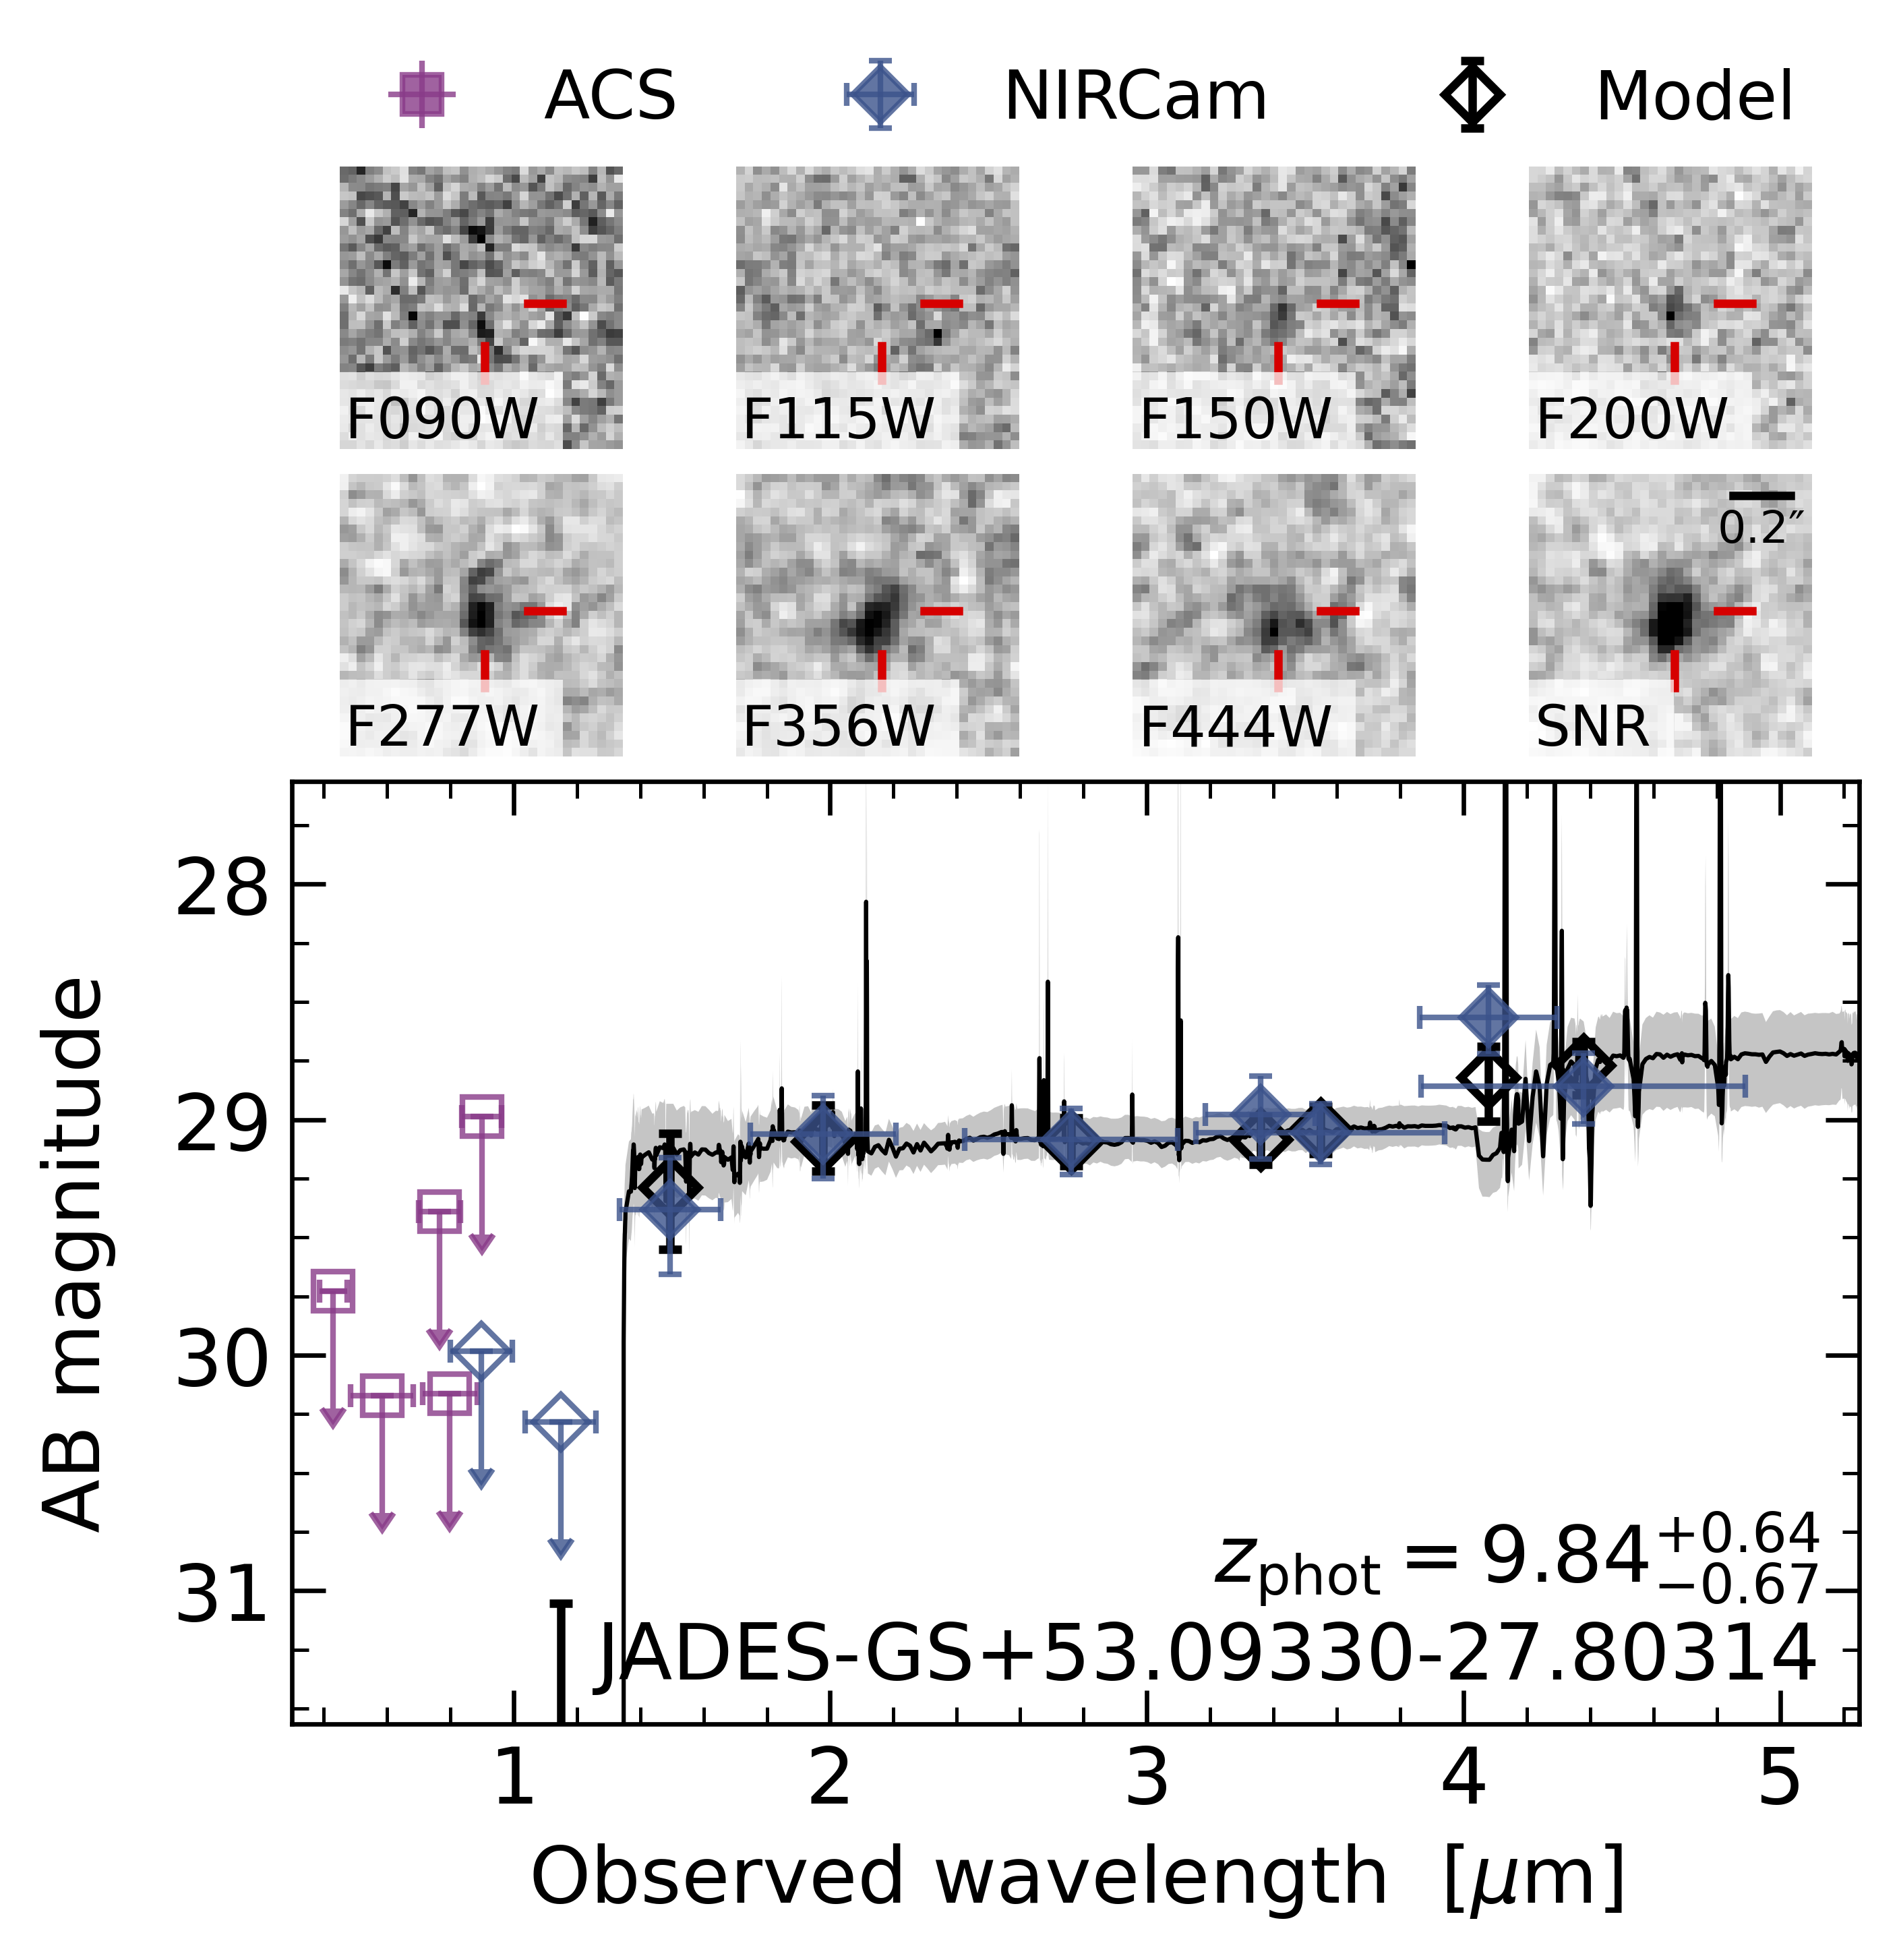 ACS NIRCam Model
F090W F115W F150W F200W
0.2″
F277W F356W F444W SNR
28
29
30
31
AB magnitude
z_phot = 9.84 +0.64 −0.67
JADES-GS+53.09330-27.80314
1 2 3 4 5
Observed wavelength [μm]